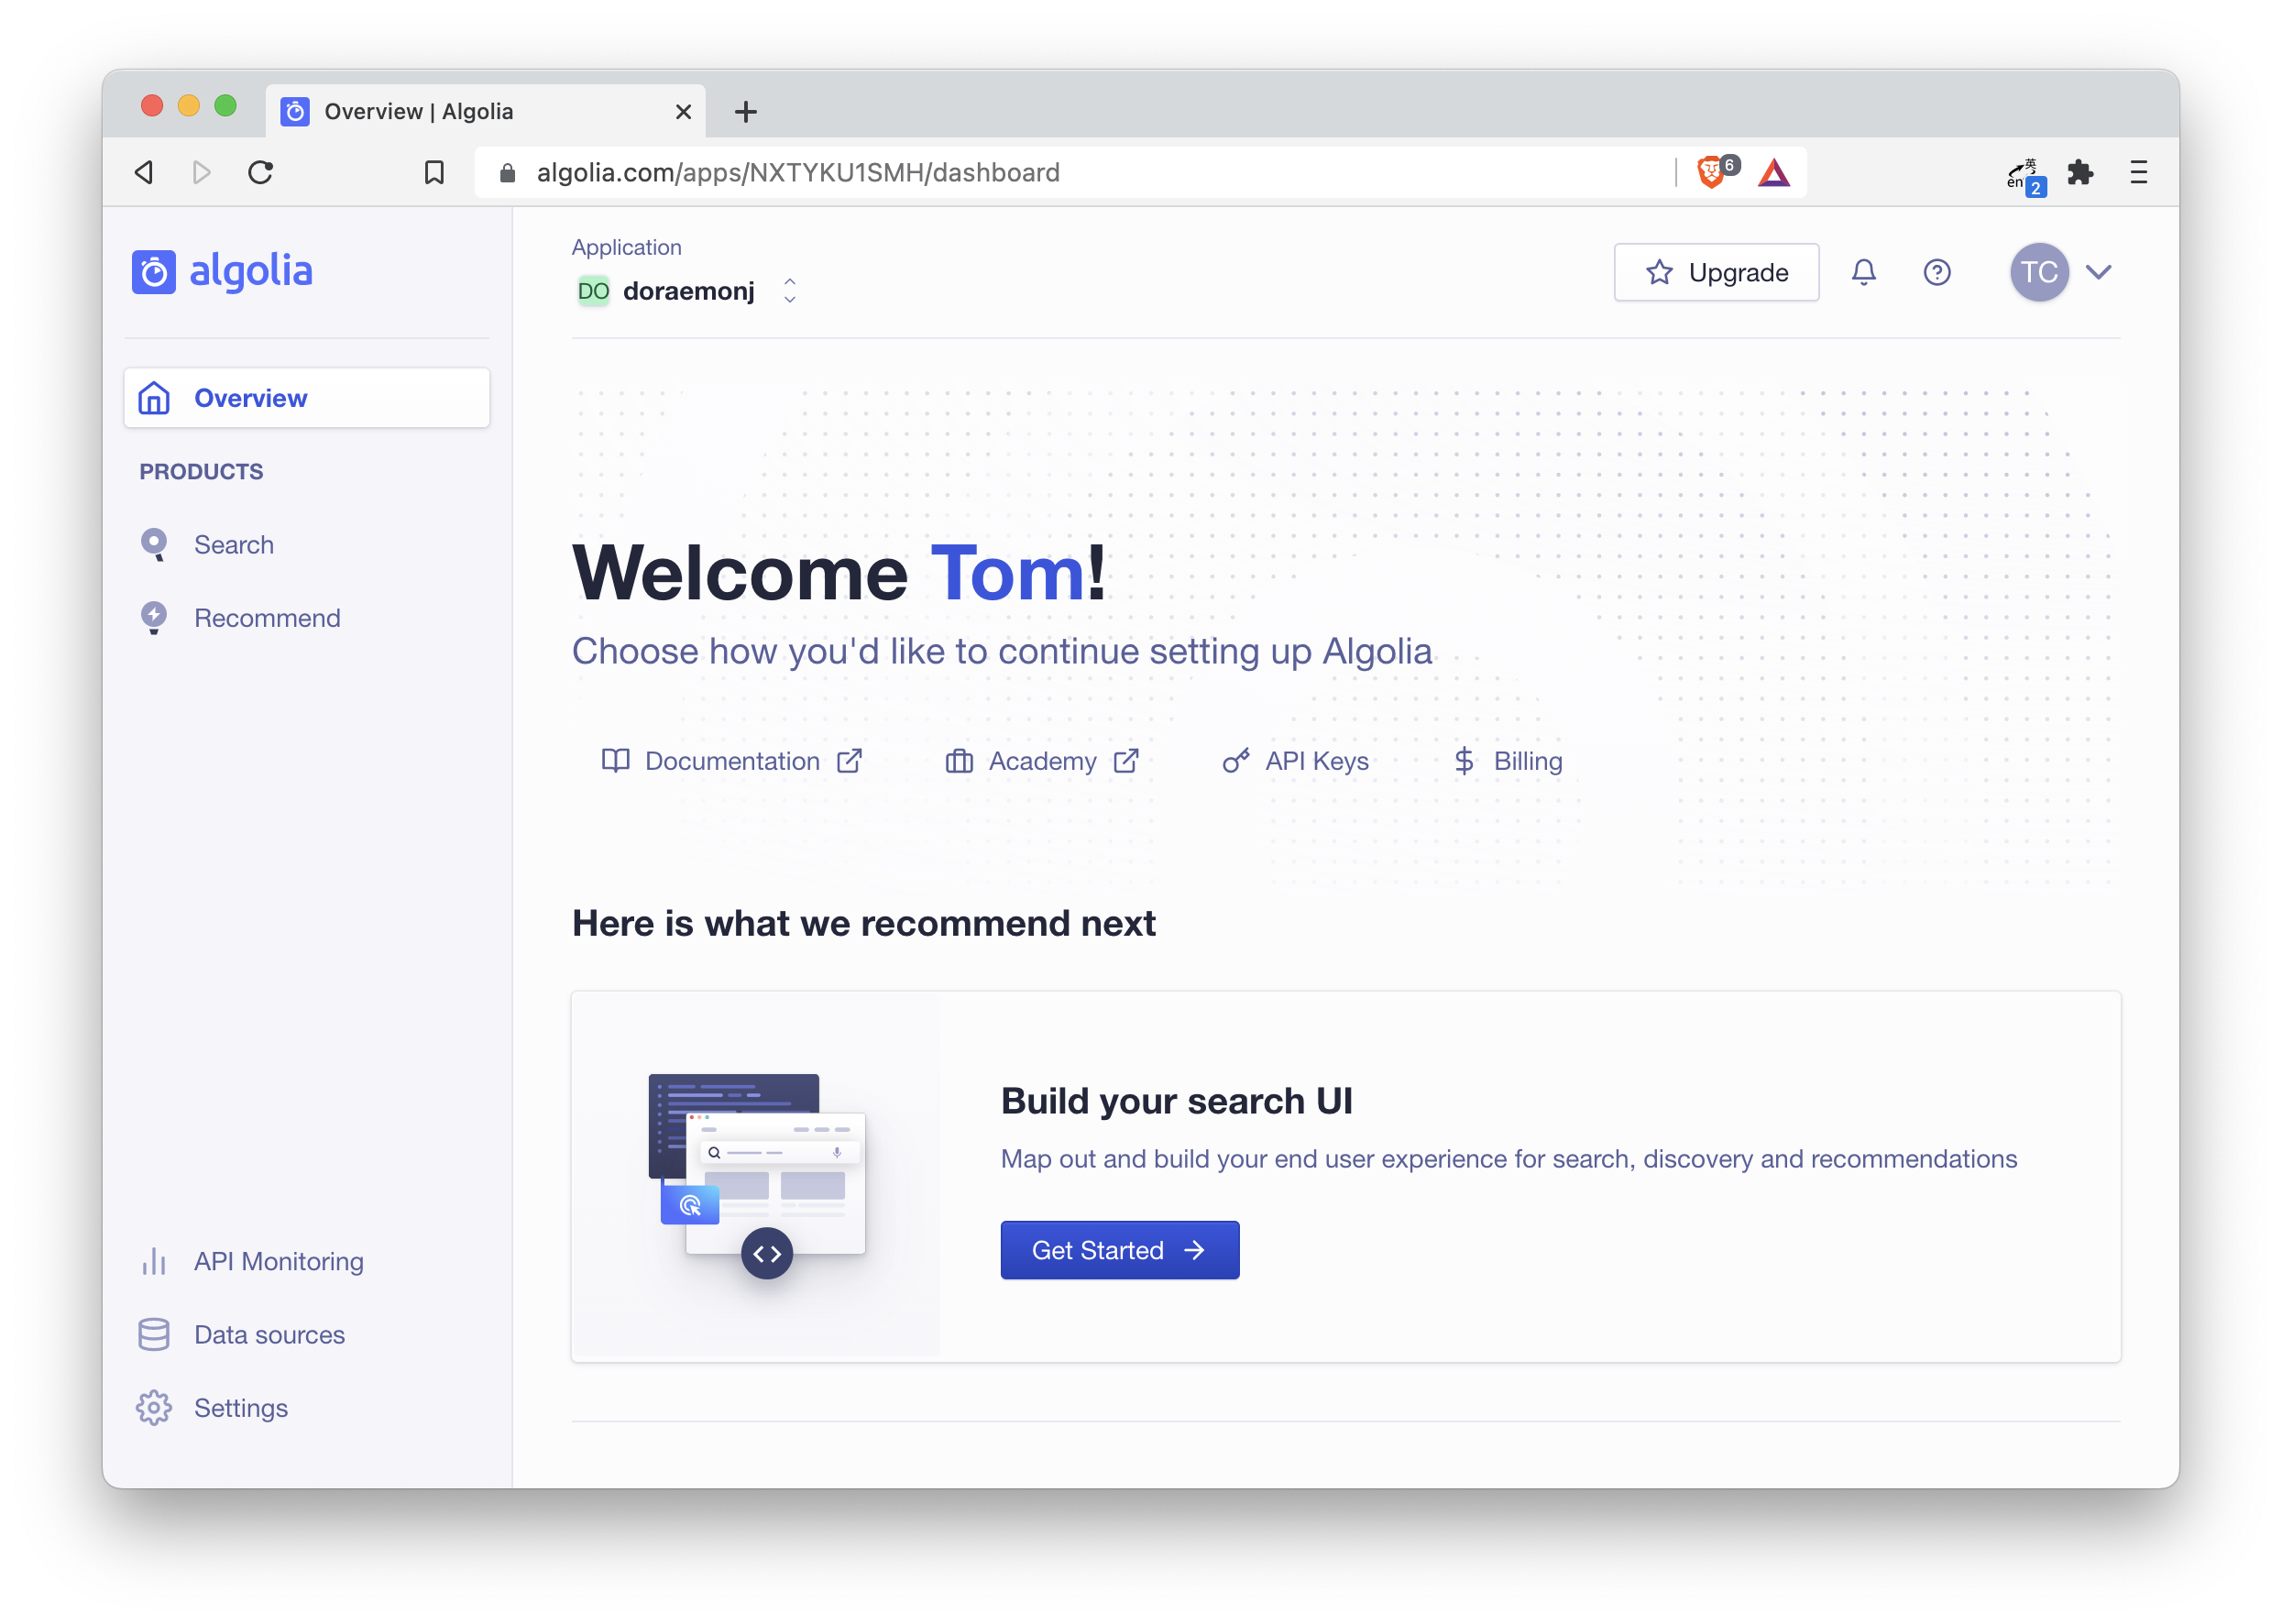 Overview | Algolia
algolia.com/apps/NXTYKU1SMH/dashboard
6
英
en
2
algolia
Application
DO doraemonj
Upgrade
TC
Overview
PRODUCTS
Search
Recommend
Welcome Tom!
Choose how you'd like to continue setting up Algolia
Documentation Academy API Keys Billing
Here is what we recommend next
Build your search UI
Map out and build your end user experience for search, discovery and recommendations
Get Started
API Monitoring
Data sources
Settings